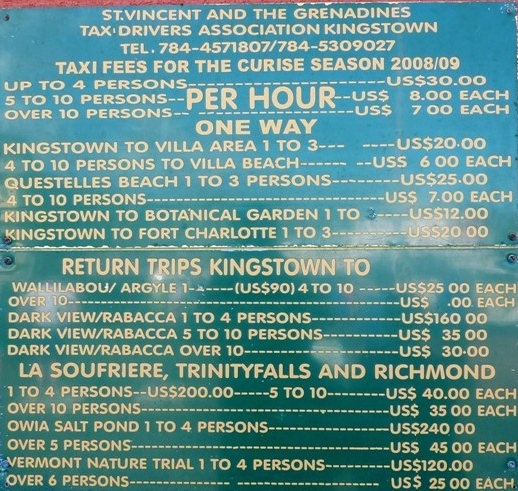 ST.VINCENT AND THE GRENADINES
TAXI DRIVERS ASSOCIATION KINGSTOWN
TEL. 784-4571807/784-5309027
TAXI FEES FOR THE CURISE SEASON 2008/09
UP TO 4 PERSONS------------------------US$30.00
5 TO 10 PERSONS--PER HOUR--US$ 8.00 EACH
OVER 10 PERSONS-- ----------------US$ 7 00 EACH
ONE WAY
KINGSTOWN TO VILLA AREA 1 TO 3--- -----US$20.00
4 TO 10 PERSONS TO VILLA BEACH------ --US$ 6 00 EACH
QUESTELLES BEACH 1 TO 3 PERSONS---------US$25.00
4 TO 10 PERSONS------------------------US$ 7.00 EACH
KINGSTOWN TO BOTANICAL GARDEN 1 TO -----US$12.00
KINGSTOWN TO FORT CHARLOTTE 1 TO 3------US$20 00
RETURN TRIPS KINGSTOWN TO
WALLILABOU/ ARGYLE 1-------(US$90) 4 TO 10 -----US$25 00 EACH
OVER 10-----------------------------------US$ .00 EACH
DARK VIEW/RABACCA 1 TO 4 PERSONS-----------US$160 00
DARK VIEW/RABACCA 5 TO 10 PERSONS---------US$ 35 00
DARK VIEW/RABACCA OVER 10----------------US$ 30.00
LA SOUFRIERE, TRINITYFALLS AND RICHMOND
1 TO 4 PERSONS--US$200.00-----5 TO 10--------US$ 40.00 EACH
OVER 10 PERSONS----------------------------US$ 35 00 EACH
OWIA SALT POND 1 TO 4 PERSONS--------------US$240 00
OVER 5 PERSONS-----------------------------US$ 45 00 EACH
VERMONT NATURE TRIAL 1 TO 4 PERSONS--------US$120.00
OVER 6 PERSONS-------------- ----------------US$ 25 00 EACH